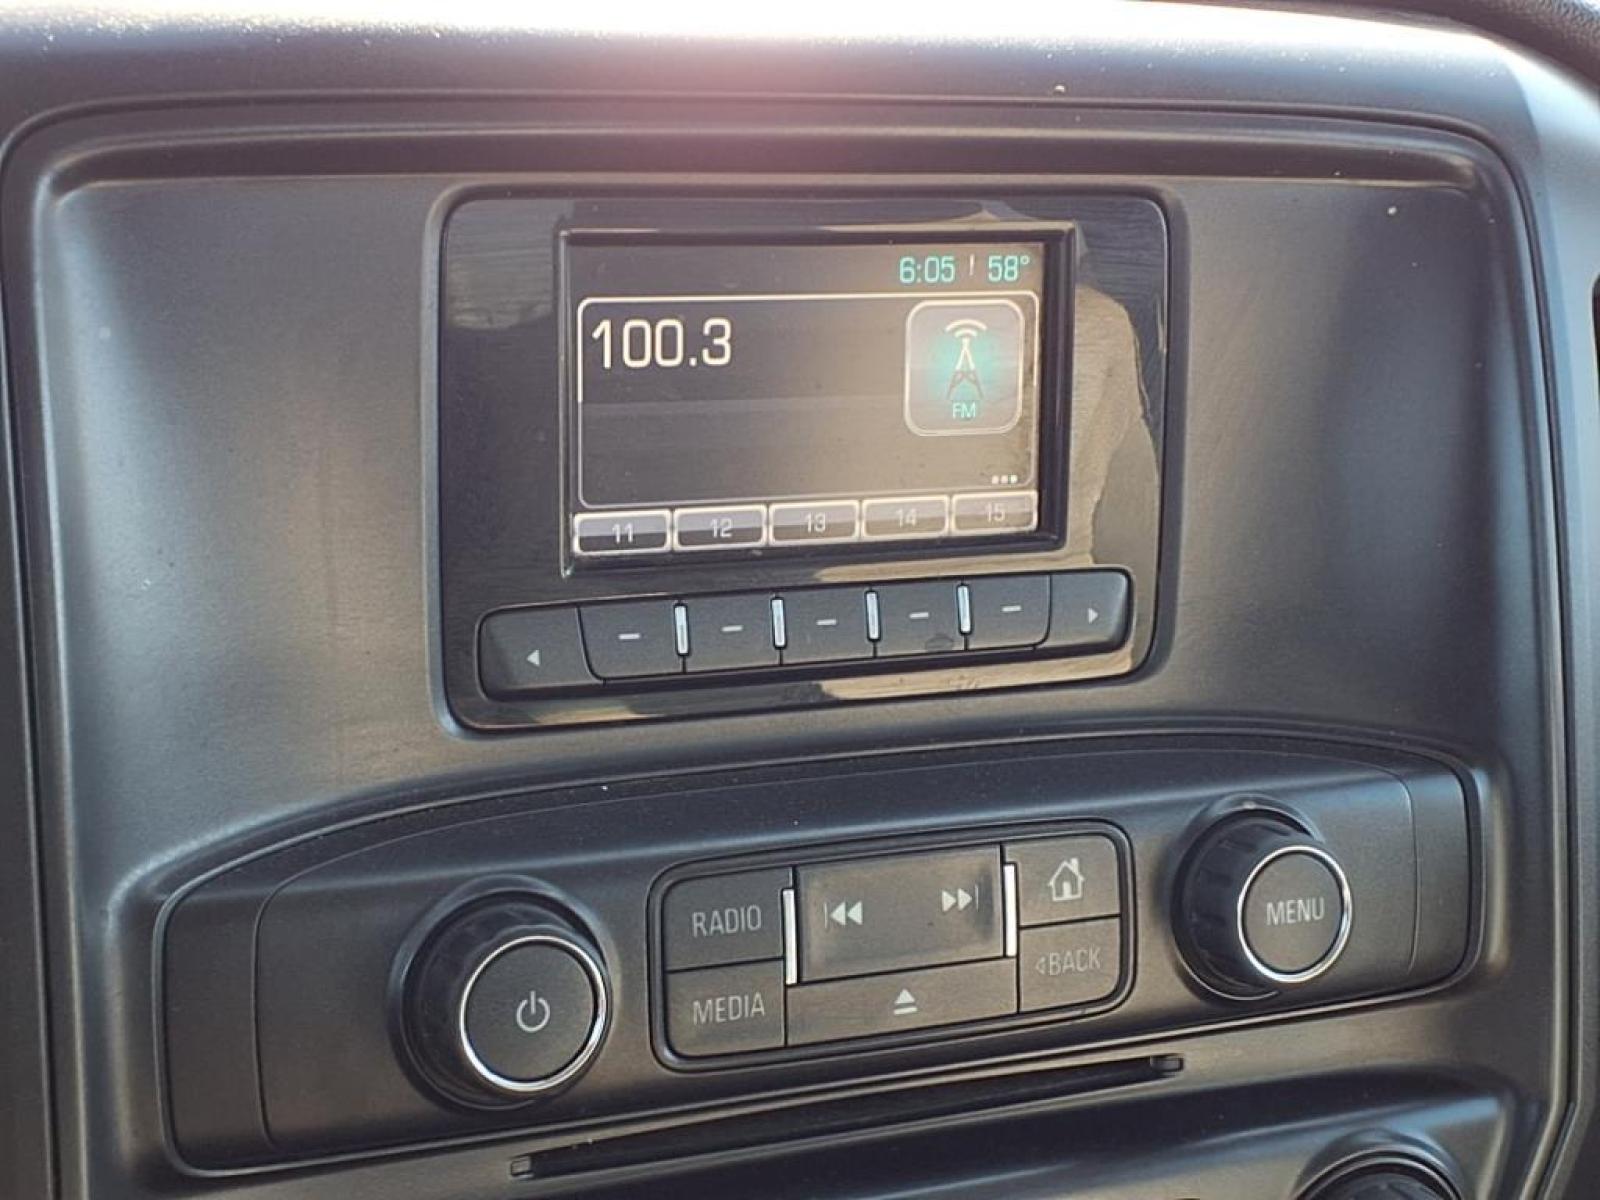 6:05 58°
100.3
FM
11 12 13 14 15
RADIO
MEDIA
BACK
MENU